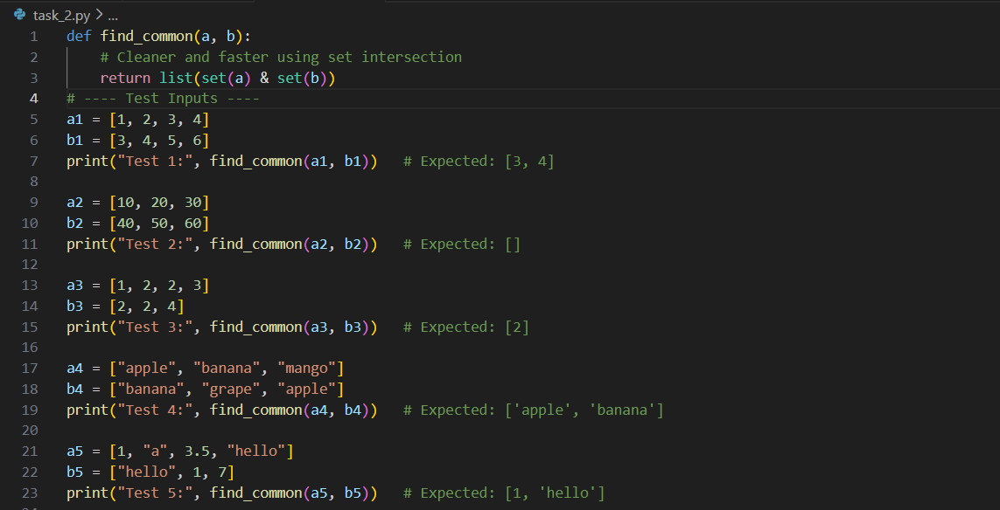 task_2.py > ...
1 def find_common(a, b):
2     # Cleaner and faster using set intersection
3     return list(set(a) & set(b))
4 # ---- Test Inputs ----
5 a1 = [1, 2, 3, 4]
6 b1 = [3, 4, 5, 6]
7 print("Test 1:", find_common(a1, b1))   # Expected: [3, 4]
8
9 a2 = [10, 20, 30]
10 b2 = [40, 50, 60]
11 print("Test 2:", find_common(a2, b2))   # Expected: []
12
13 a3 = [1, 2, 2, 3]
14 b3 = [2, 2, 4]
15 print("Test 3:", find_common(a3, b3))   # Expected: [2]
16
17 a4 = ["apple", "banana", "mango"]
18 b4 = ["banana", "grape", "apple"]
19 print("Test 4:", find_common(a4, b4))   # Expected: ['apple', 'banana']
20
21 a5 = [1, "a", 3.5, "hello"]
22 b5 = ["hello", 1, 7]
23 print("Test 5:", find_common(a5, b5))   # Expected: [1, 'hello']